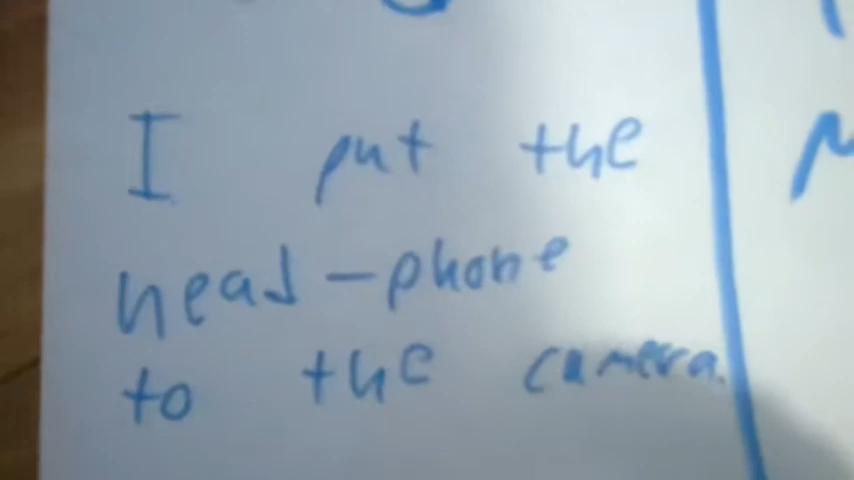 I put the
head-phone
to the camera.